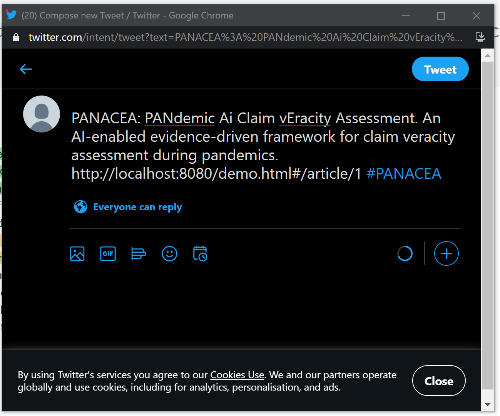 (20) Compose new Tweet / Twitter - Google Chrome
twitter.com/intent/tweet?text=PANACEA%3A%20PANdemic%20Ai%20Claim%20vEracity%...
Tweet
PANACEA: PANdemic Ai Claim vEracity Assessment. An
AI-enabled evidence-driven framework for claim veracity
assessment during pandemics.
http://localhost:8080/demo.html#/article/1 #PANACEA
Everyone can reply
GIF
By using Twitter's services you agree to our Cookies Use. We and our partners operate
globally and use cookies, including for analytics, personalisation, and ads.
Close